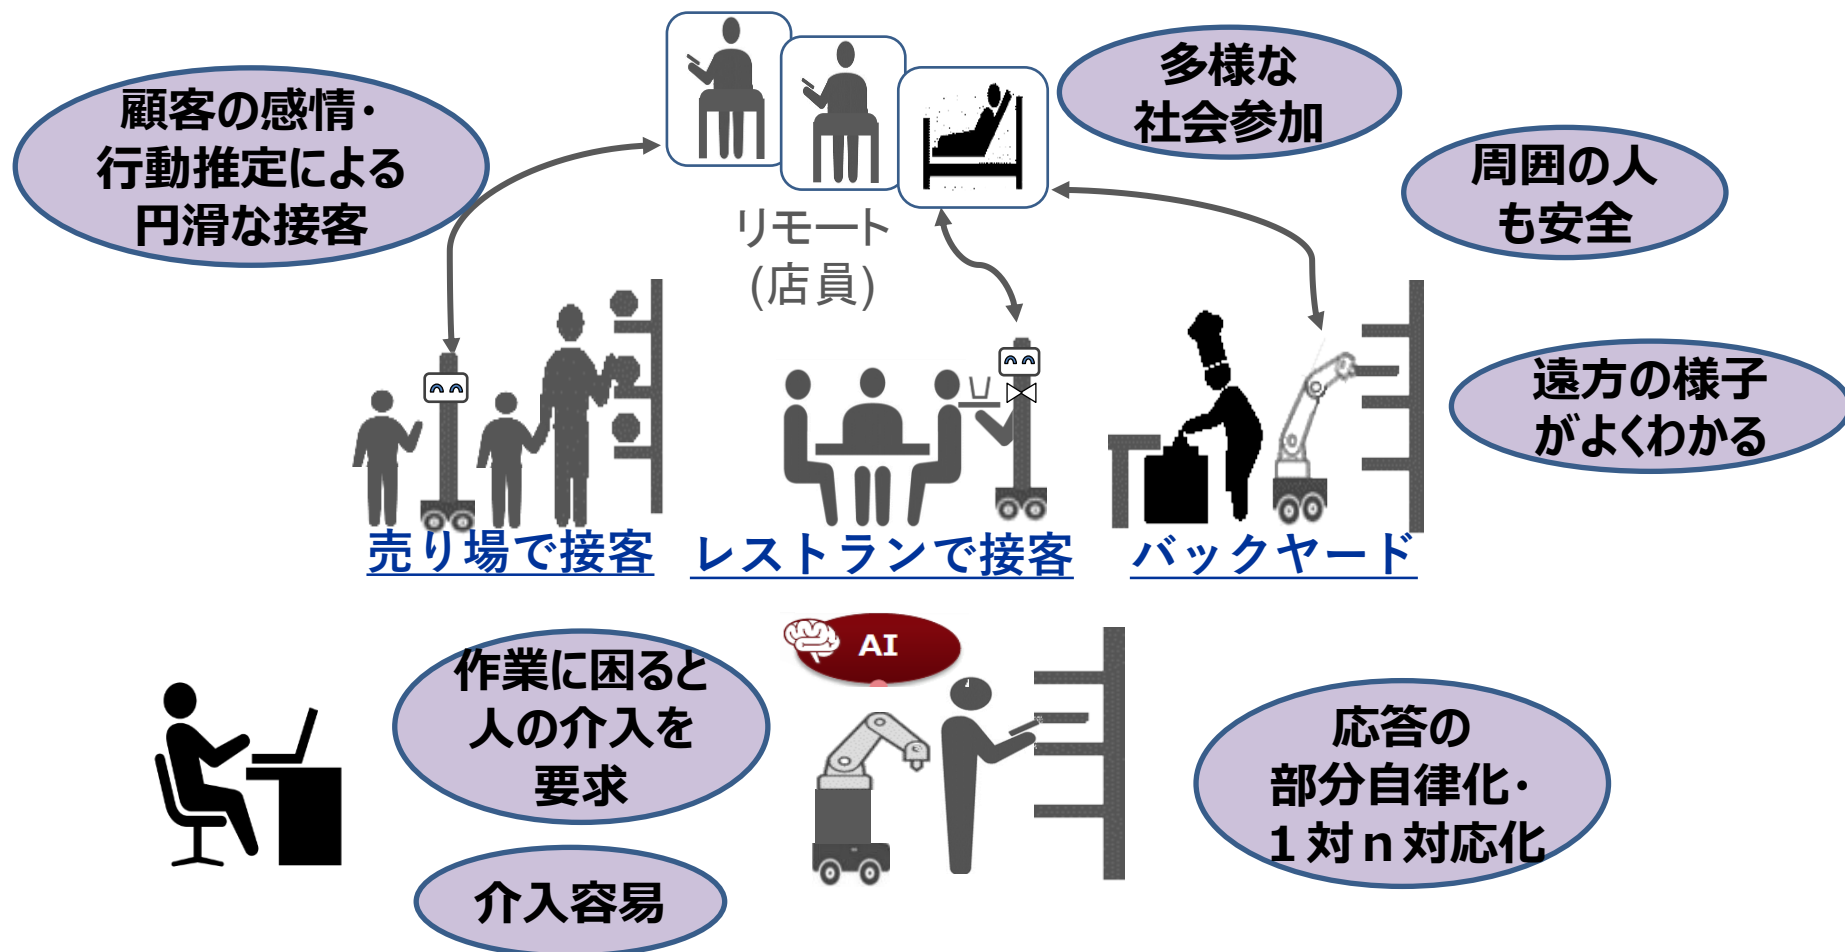 顧客の感情・
行動推定による
円滑な接客
多様な
社会参加
周囲の人
も安全
リモート
(店員)
遠方の様子
がよくわかる
売り場で接客
レストランで接客
バックヤード
作業に困ると
人の介入を
要求
AI
応答の
部分自律化・
1対n対応化
介入容易